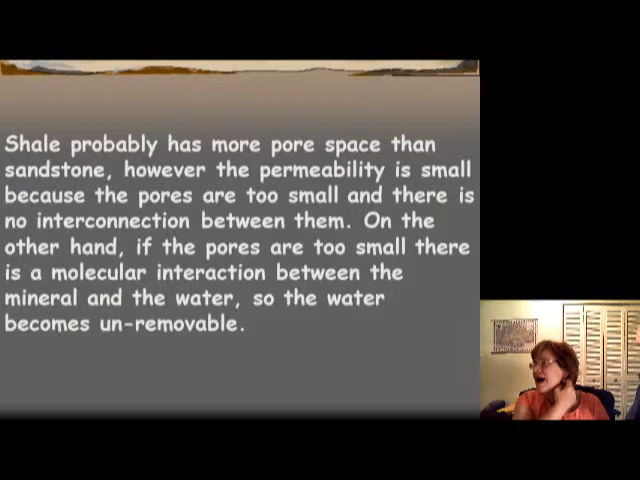 Shale probably has more pore space than
sandstone, however the permeability is small
because the pores are too small and there is
no interconnection between them. On the
other hand, if the pores are too small there
is a molecular interaction between the
mineral and the water, so the water
becomes un-removable.